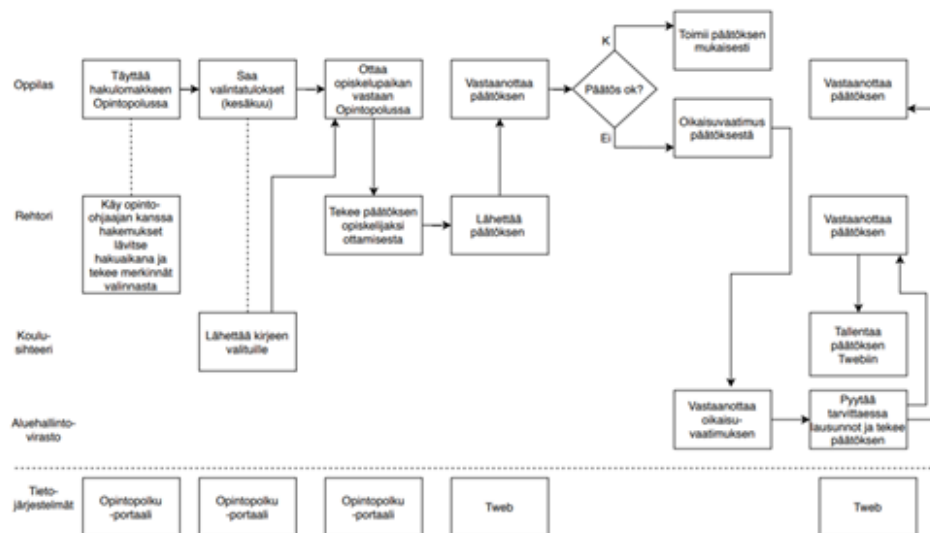 Oppilas
Täyttää
hakulomakkeen
Opintopolussa
Saa
valintatulokset
(kesäkuu)
Ottaa
opiskelupaikan
vastaan
Opintopolussa
Vastaanottaa
päätöksen
Päätös ok?
K
Ei
Toimii päätöksen
mukaisesti
Oikaisuvaatimus
päätöksestä
Vastaanottaa
päätöksen
Rehtori
Käy opinto-
ohjaajan kanssa
hakemukset
lävitse
hakuaikana ja
tekee merkinnät
valinnasta
Tekee päätöksen
opiskelijaksi
ottamisesta
Lähettää
päätöksen
Vastaanottaa
päätöksen
Koulu-
sihteeri
Lähettää kirjeen
valituille
Tallentaa
päätöksen
Twebiin
Aluehallinto-
virasto
Vastaanottaa
oikaisu-
vaatimuksen
Pyytää
tarvittaessa
lausunnot ja tekee
päätöksen
Tieto-
järjestelmät
Opintopolku
-portaali
Opintopolku
-portaali
Opintopolku
-portaali
Tweb
Tweb